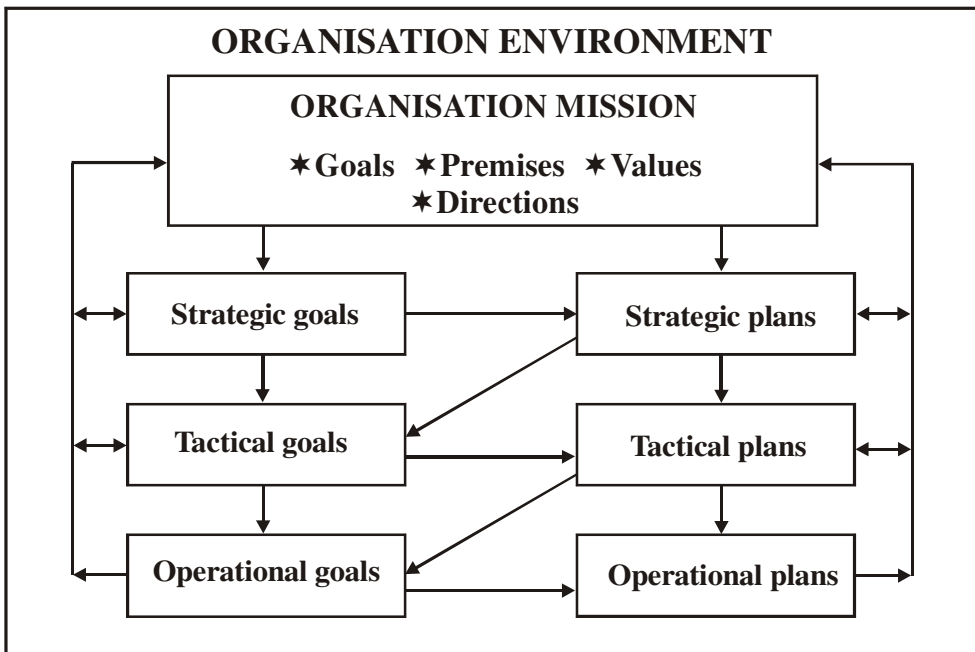 ORGANISATION ENVIRONMENT
ORGANISATION MISSION
✶Goals ✶Premises ✶Values
✶Directions
Strategic goals
Strategic plans
Tactical goals
Tactical plans
Operational goals
Operational plans